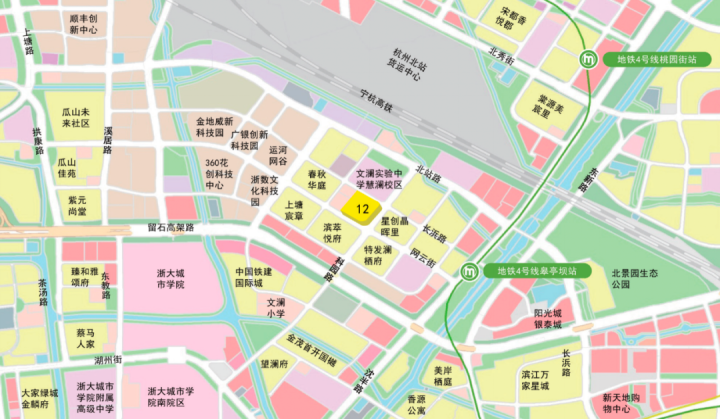 顺丰创
新中心
上塘路
宋都香
悦郡
北秀街
杭州北站
货运中心
地铁4号线桃园街站
宁杭高铁
棠源美
宸里
瓜山未
来社区
拱康路
溪居路
金地威新
科技园
广银创新
科技园
运河
网谷
瓜山
佳苑
360花
创科技
中心
浙数文
化科技
园
春秋
华庭
文澜实验中
学慧澜校区
北站路
东新路
紫元
尚堂
上塘
宸章
12
留石高架路
滨萃
悦府
星创晶
晖里
长浜路
特发澜
栖府
网云街
臻和雅
颂府
东教路
浙大城
市学院
中国铁建
国际城
科园路
地铁4号线皋亭坝站
北景园生态
公园
茶汤路
文澜
小学
阳光城
银泰城
蔡马
人家
金茂首开国樾
湖州街
望澜府
沈半路
美岸
栖庭
滨江万
家星城
长浜路
大家绿城
金麟府
浙大城市
学院附属
高级中学
浙大城市学
院南院区
香源
公寓
新天地购
物中心